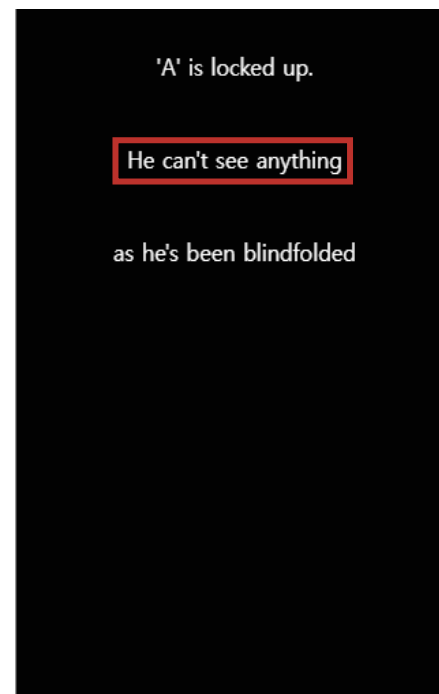 'A' is locked up.
He can't see anything
as he's been blindfolded